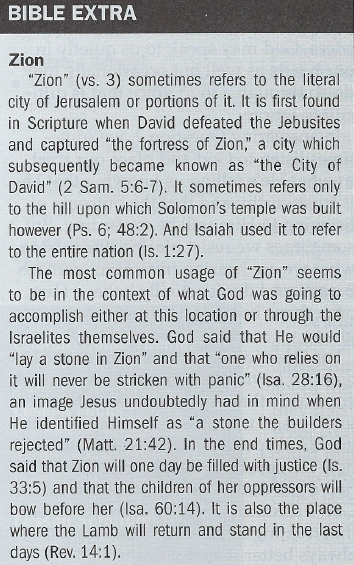 BIBLE EXTRA
Zion
"Zion" (vs. 3) sometimes refers to the literal
city of Jerusalem or portions of it. It is first found
in Scripture when David defeated the Jebusites
and captured "the fortress of Zion," a city which
subsequently became known as "the City of
David" (2 Sam. 5:6-7). It sometimes refers only
to the hill upon which Solomon's temple was built
however (Ps. 6; 48:2). And Isaiah used it to refer
to the entire nation (Is. 1:27).
The most common usage of "Zion" seems
to be in the context of what God was going to
accomplish either at this location or through the
Israelites themselves. God said that He would
"lay a stone in Zion" and that "one who relies on
it will never be stricken with panic" (Isa. 28:16),
an image Jesus undoubtedly had in mind when
He identified Himself as "a stone the builders
rejected" (Matt. 21:42). In the end times, God
said that Zion will one day be filled with justice (Is.
33:5) and that the children of her oppressors will
bow before her (Isa. 60:14). It is also the place
where the Lamb will return and stand in the last
days (Rev. 14:1).